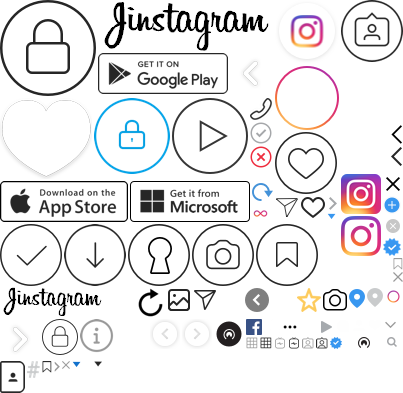 Jinstagram
GET IT ON
Google Play
Download on the
App Store
Get it from
Microsoft
Jinstagram